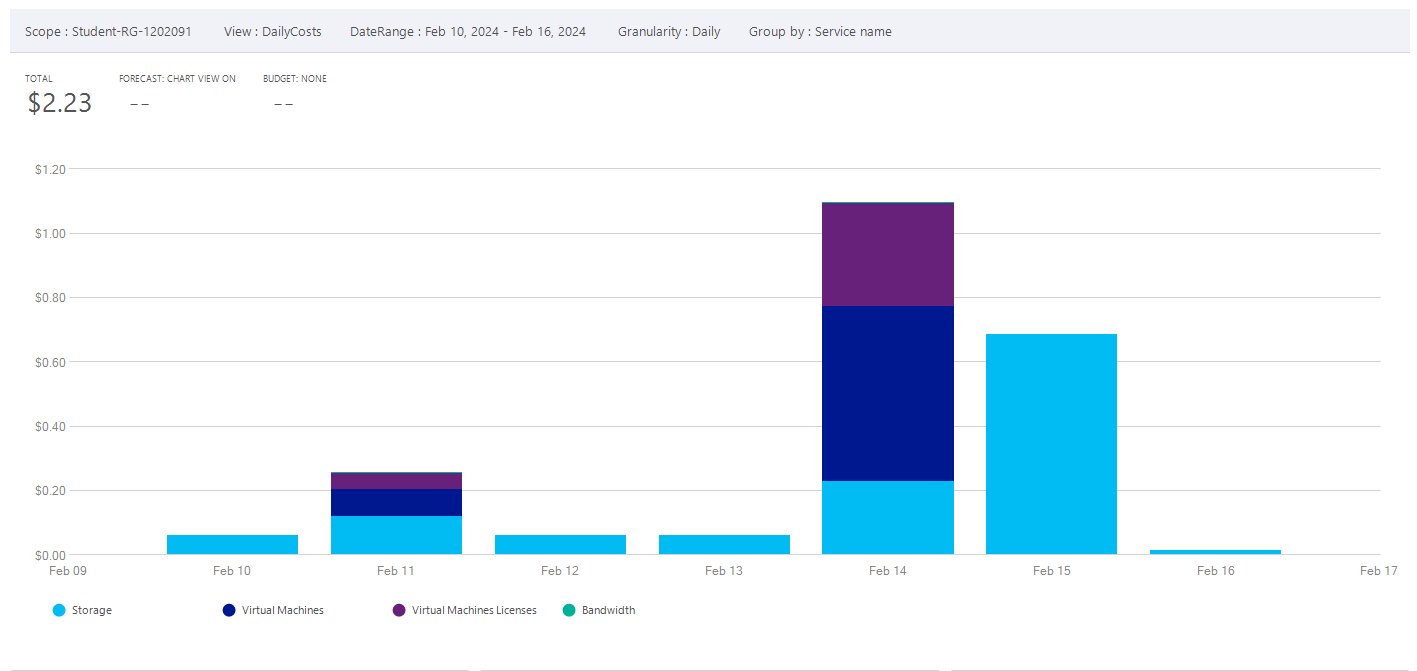 Scope : Student-RG-1202091 View : DailyCosts DateRange : Feb 10, 2024 - Feb 16, 2024 Granularity : Daily Group by : Service name
TOTAL FORECAST: CHART VIEW ON BUDGET: NONE
$2.23 -- --
$1.20
$1.00
$0.80
$0.60
$0.40
$0.20
$0.00
Feb 09 Feb 10 Feb 11 Feb 12 Feb 13 Feb 14 Feb 15 Feb 16 Feb 17
Storage Virtual Machines Virtual Machines Licenses Bandwidth